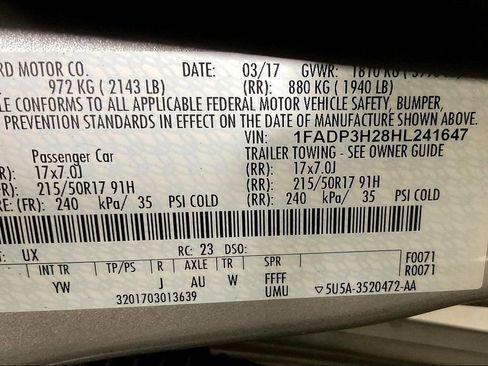 RD MOTOR CO. DATE: 03/17 GVWR: 1810 KG
972 KG ( 2143 LB) (RR): 880 KG ( 1940 LB)
LE CONFORMS TO ALL APPLICABLE FEDERAL MOTOR VEHICLE SAFETY, BUMPER,
PREVENTION STANDARDS IN EFFECT ON THE DATE OF MANUFACTURE SHOWN ABOVE.
VIN: 1FADP3H28HL241647
Passenger Car TRAILER TOWING - SEE OWNER GUIDE
17x7.0J (RR): 17x7.0J
215/50R17 91H (RR): 215/50R17 91H
RE: (FR): 240 kPa/ 35 PSI COLD (RR): 240 kPa/ 35 PSI COLD
UX RC: 23 DSO: F0071
INT TR TP/PS R AXLE TR SPR R0071
YW J AU W FFFF
UMU ▽5U5A-3520472-AA
3201703013639